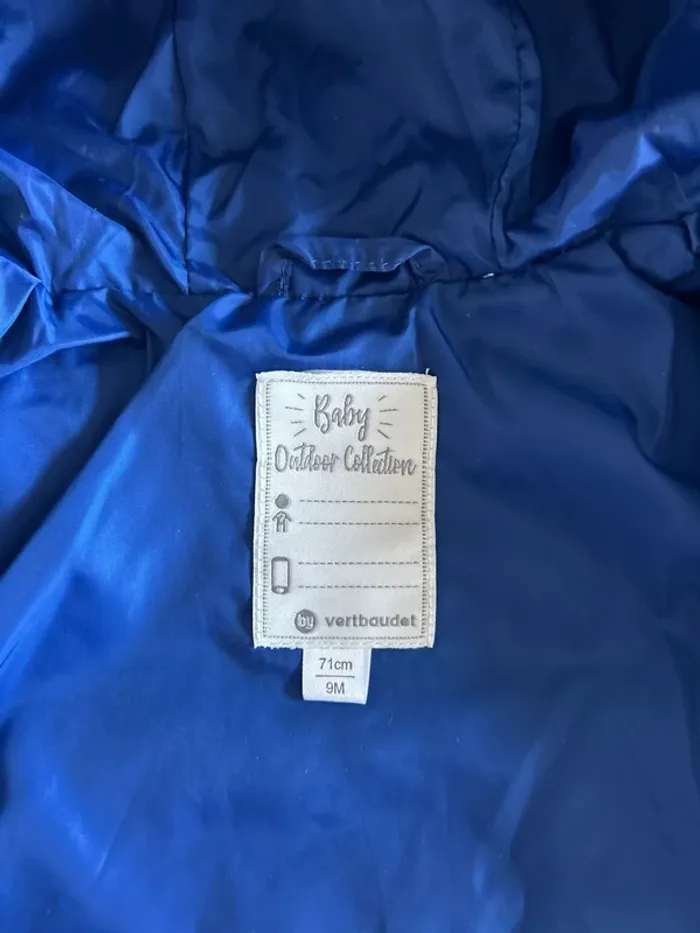 Baby
Outdoor Collection
by vertbaudet
71cm
9M